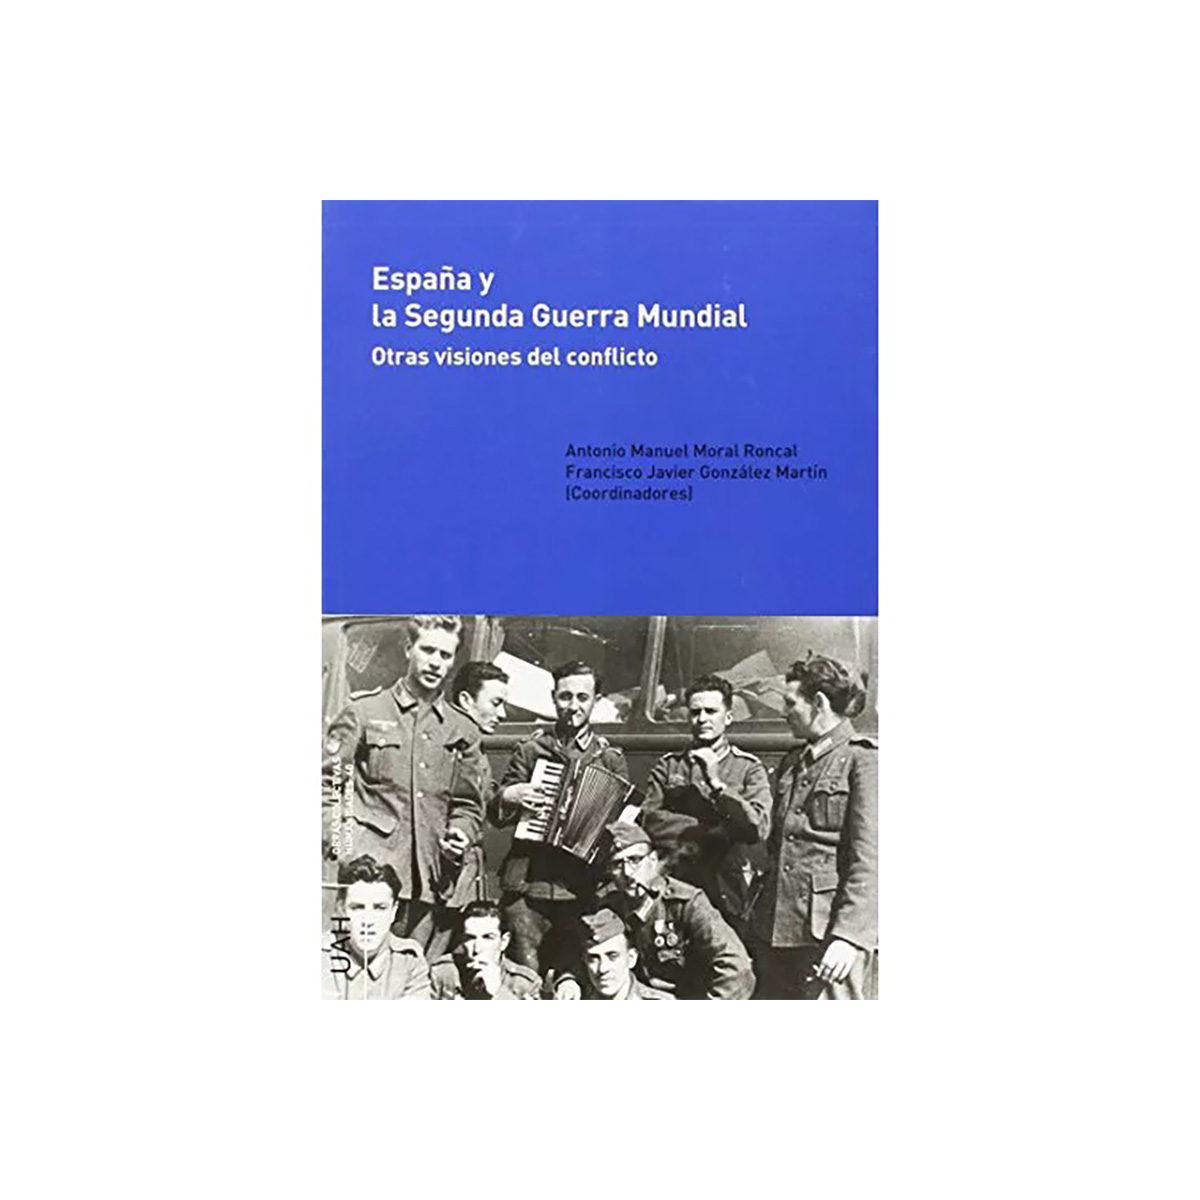 España y
la Segunda Guerra Mundial
Otras visiones del conflicto
Antonio Manuel Moral Roncal
Francisco Javier González Martín
(Coordinadores)
UAH